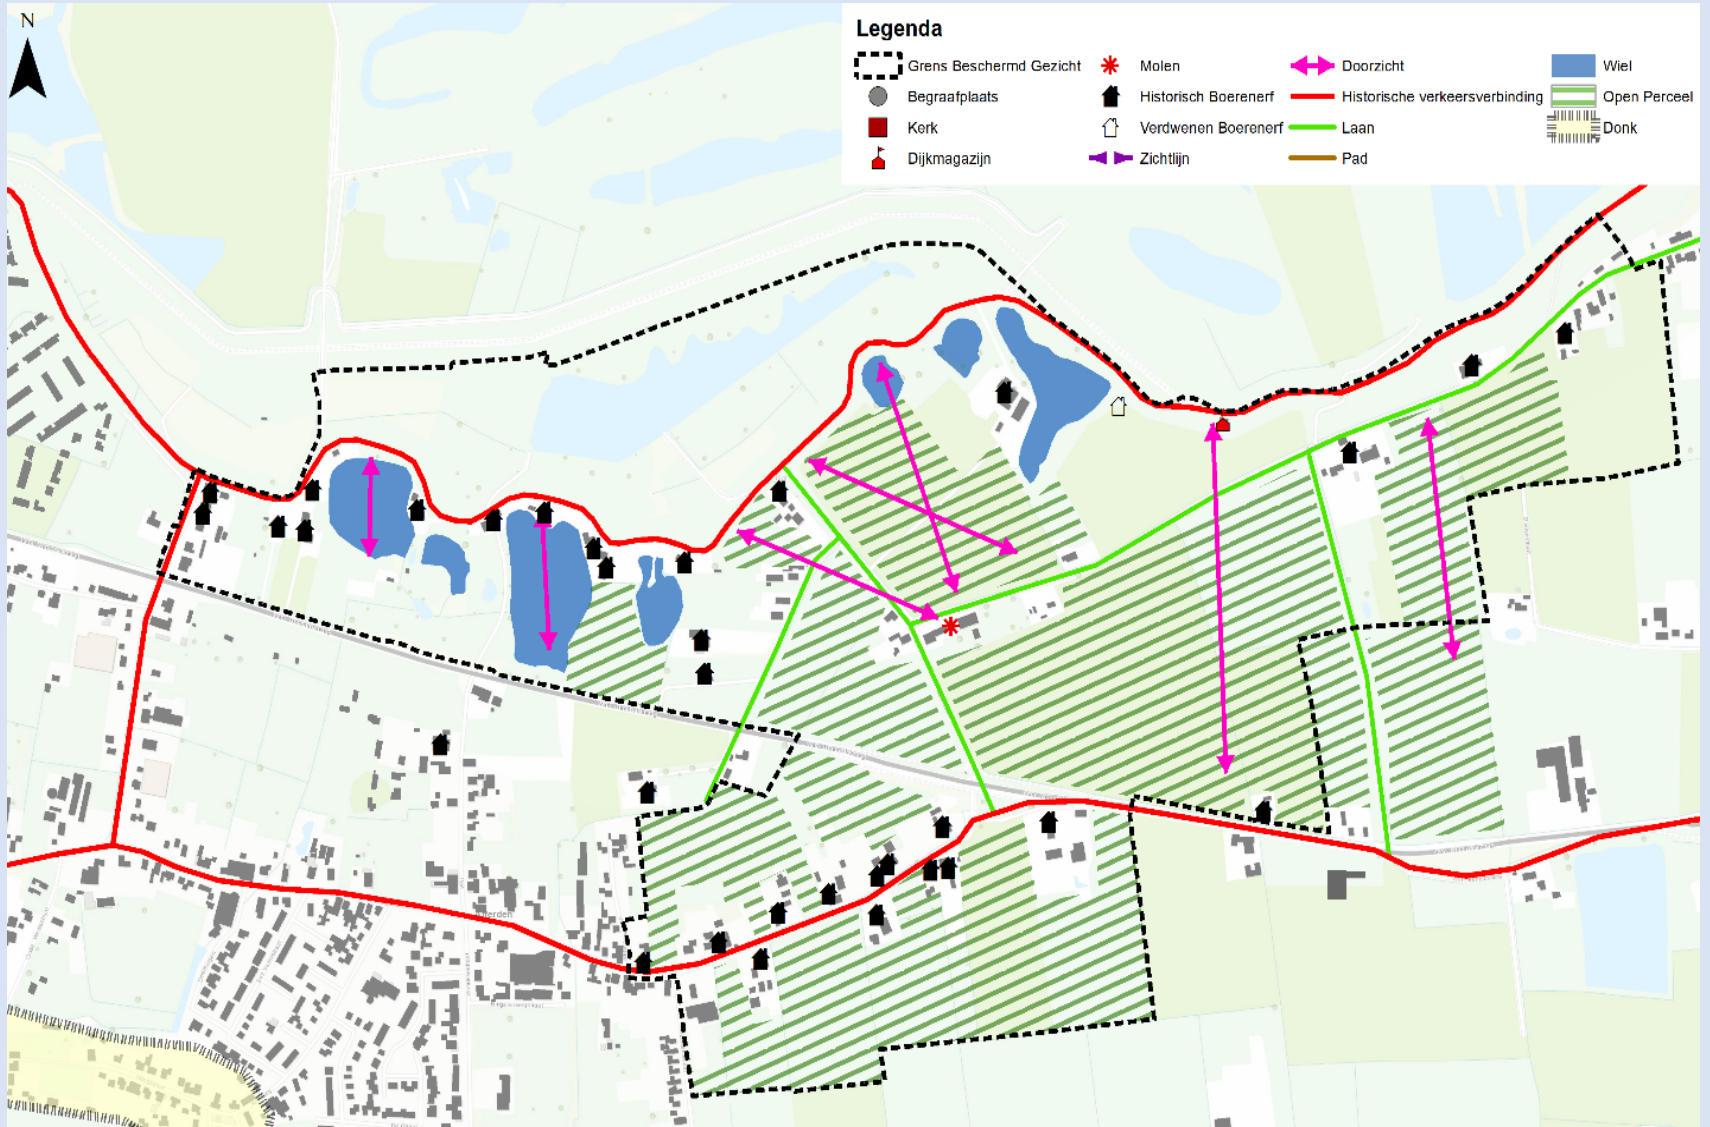 N
Legenda
Grens Beschermd Gezicht
Begraafplaats
Kerk
Dijkmagazijn
Molen
Historisch Boerenerf
Verdwenen Boerenerf
Zichtlijn
Doorzicht
Historische verkeersverbinding
Laan
Pad
Wiel
Open Perceel
Donk